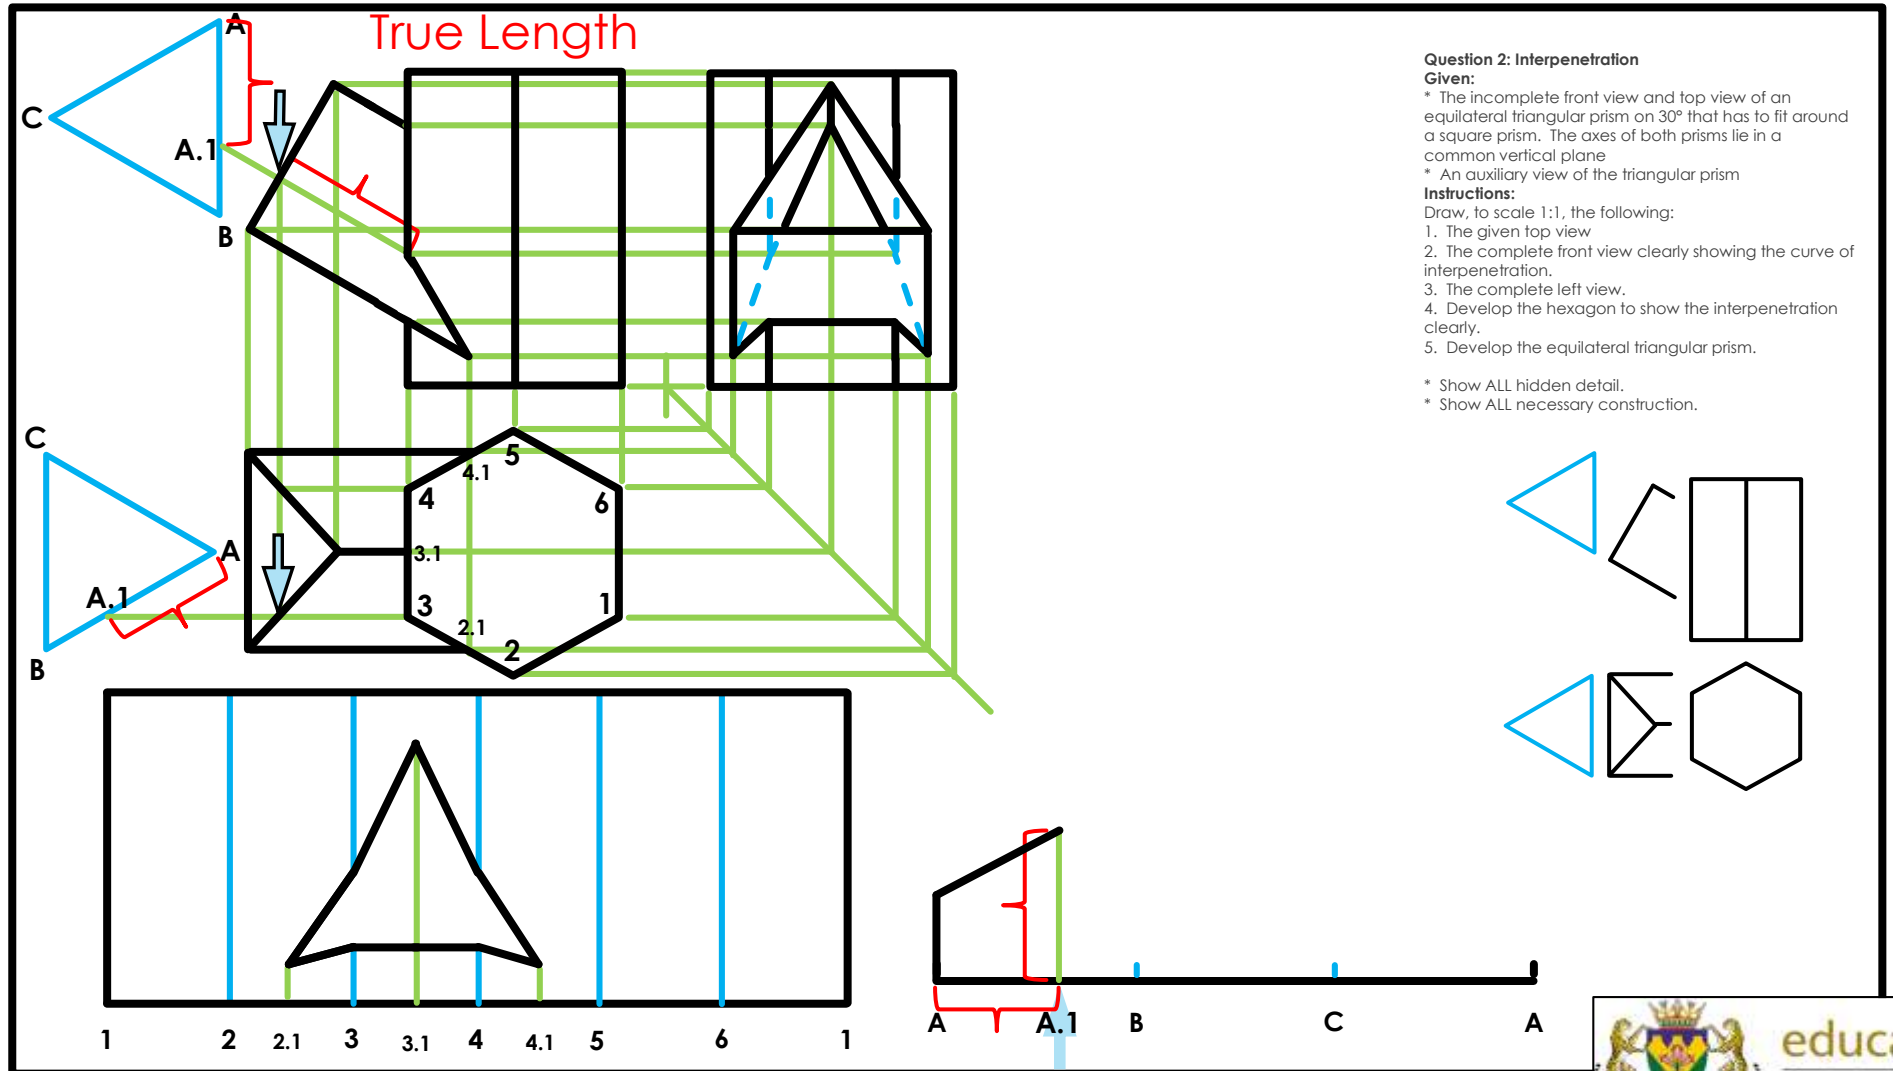 True Length
A
C
A.1
B
Question 2: Interpenetration
Given:
* The incomplete front view and top view of an
equilateral triangular prism on 30° that has to fit around
a square prism. The axes of both prisms lie in a
common vertical plane
* An auxiliary view of the triangular prism
Instructions:
Draw, to scale 1:1, the following:
1. The given top view
2. The complete front view clearly showing the curve of
interpenetration.
3. The complete left view.
4. Develop the hexagon to show the interpenetration
clearly.
5. Develop the equilateral triangular prism.
* Show ALL hidden detail.
* Show ALL necessary construction.
C
5
4.1
4
6
A
3.1
A.1
3
1
2.1
2
B
1 2 2.1 3 3.1 4 4.1 5 6 1
A A.1 B C A
educa